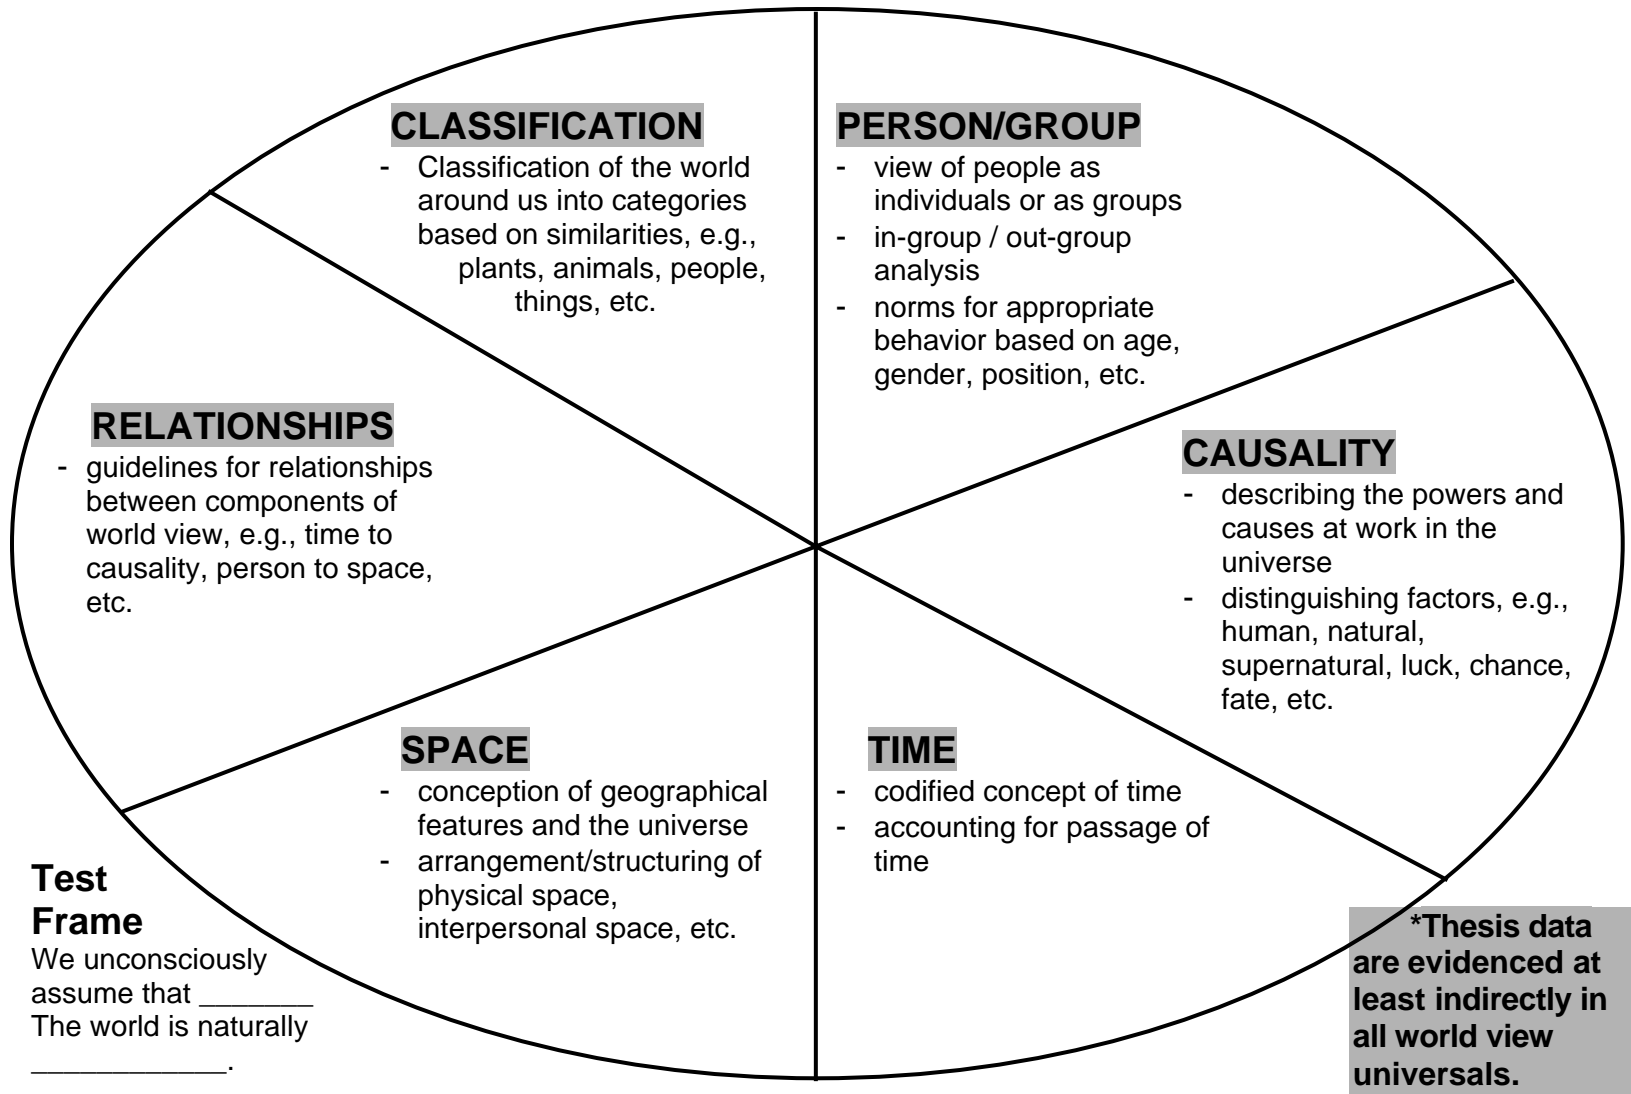 CLASSIFICATION
- Classification of the world
around us into categories
based on similarities, e.g.,
plants, animals, people,
things, etc.
PERSON/GROUP
- view of people as
individuals or as groups
- in-group / out-group
analysis
- norms for appropriate
behavior based on age,
gender, position, etc.
RELATIONSHIPS
- guidelines for relationships
between components of
world view, e.g., time to
causality, person to space,
etc.
CAUSALITY
- describing the powers and
causes at work in the
universe
- distinguishing factors, e.g.,
human, natural,
supernatural, luck, chance,
fate, etc.
SPACE
- conception of geographical
features and the universe
- arrangement/structuring of
physical space,
interpersonal space, etc.
TIME
- codified concept of time
- accounting for passage of
time
Test
Frame
We unconsciously
assume that _______
The world is naturally
____________.
*Thesis data
are evidenced at
least indirectly in
all world view
universals.